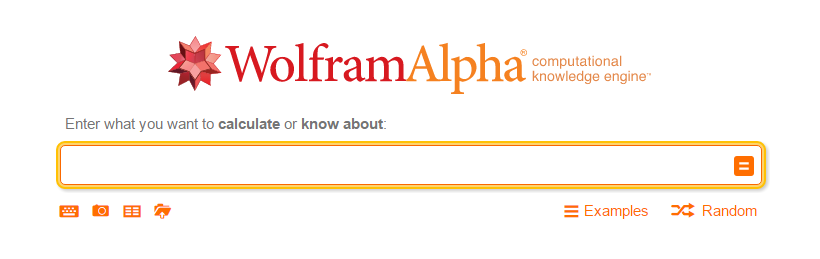 WolframAlpha® computational
knowledge engine™
Enter what you want to calculate or know about:
Examples Random